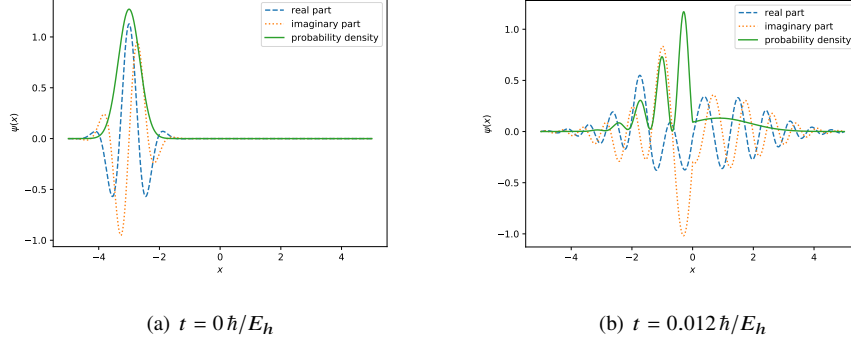 real part
imaginary part
probability density
1.0
0.5
0.0
−0.5
−1.0
ψ(x)
−4 −2 0 2 4
x
(a) t = 0 ℏ/E_h
real part
imaginary part
probability density
1.0
0.5
0.0
−0.5
−1.0
ψ(x)
−4 −2 0 2 4
x
(b) t = 0.012 ℏ/E_h